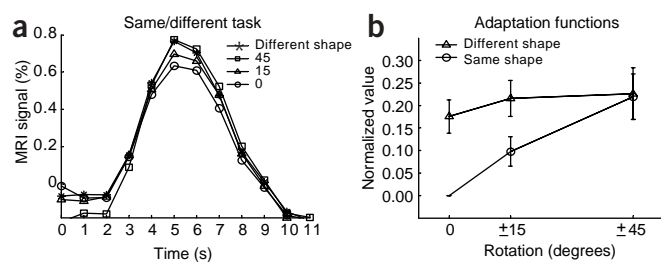 a
Same/different task
MRI signal (%)
0.8
0.6
0.4
0.2
0
Different shape
45
15
0
0 1 2 3 4 5 6 7 8 9 10 11
Time (s)
b
Adaptation functions
Normalized value
0.30
0.25
0.20
0.15
0.10
0.05
0.00
Different shape
Same shape
0 ±15 ±45
Rotation (degrees)